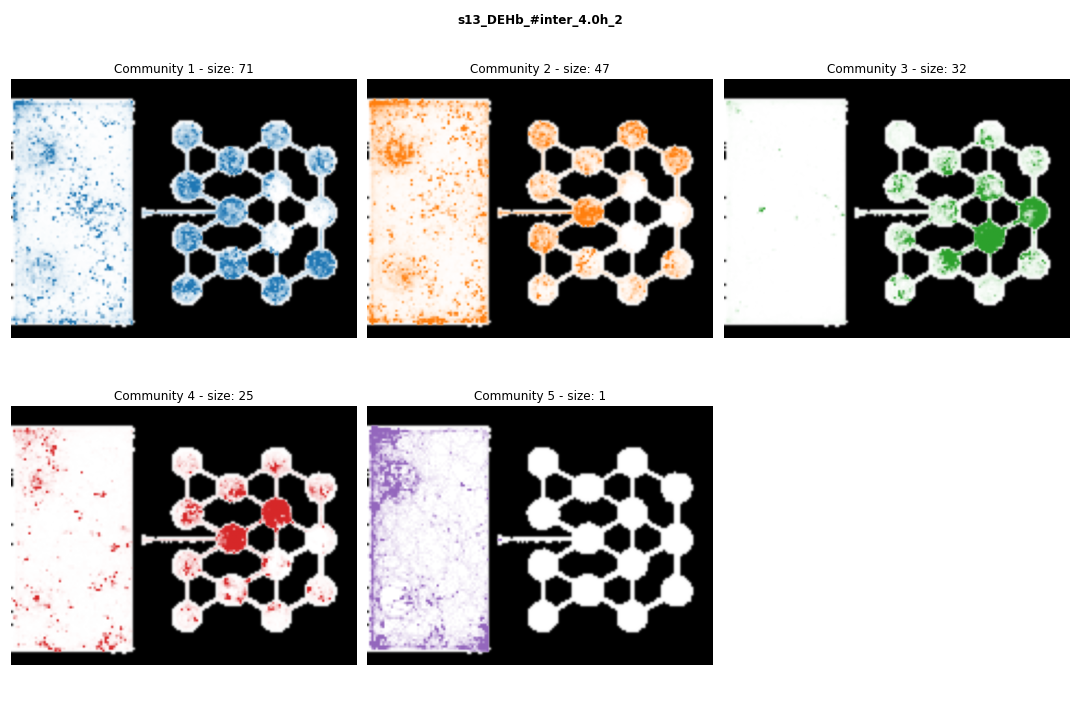 s13_DEHb_#inter_4.0h_2
Community 1 - size: 71
Community 2 - size: 47
Community 3 - size: 32
Community 4 - size: 25
Community 5 - size: 1